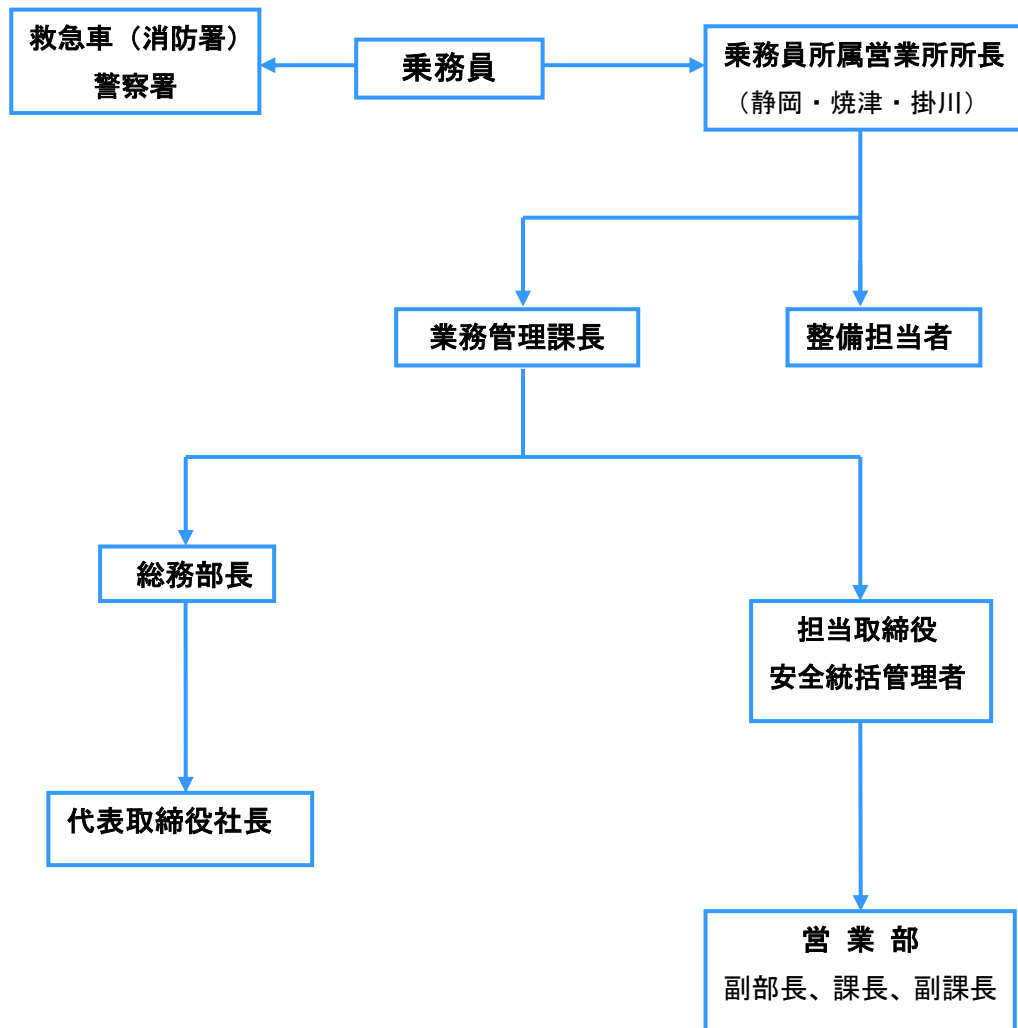 救急車（消防署）
警察署
乗務員
乗務員所属営業所所長
（静岡・焼津・掛川）
業務管理課長
整備担当者
総務部長
担当取締役
安全統括管理者
代表取締役社長
営 業 部
副部長、課長、副課長